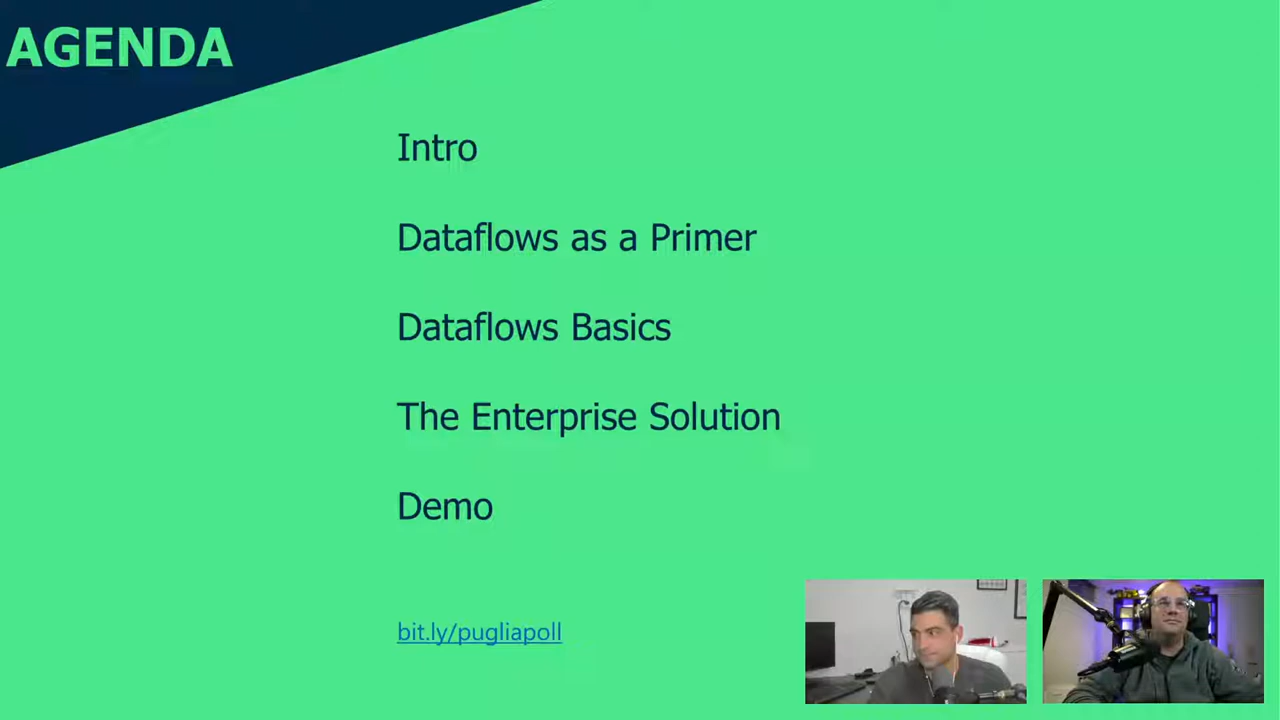 AGENDA
Intro
Dataflows as a Primer
Dataflows Basics
The Enterprise Solution
Demo
bit.ly/pugliapoll